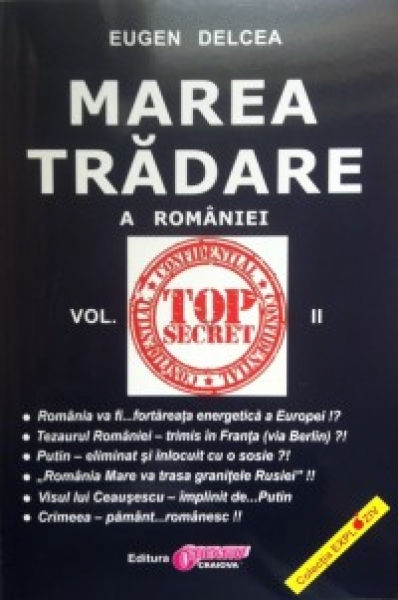 EUGEN DELCEA
MAREA
TRĂDARE
A ROMÂNIEI
VOL. II
CONFIDENTIAL
TOP
SECRET
CONFIDENTIAL
• România va fi...fortăreața energetică a Europei !?
• Tezaurul României – trimis în Franța (via Berlin) ?!
• Putin – eliminat și înlocuit cu o sosie ?!
• „România Mare va trasa granițele Rusiei” !!
• Visul lui Ceaușescu – împlinit de...Putin
• Crimeea – pământ...românesc !!
Editura
CRAIOVA
Colecția EXPLOZIV